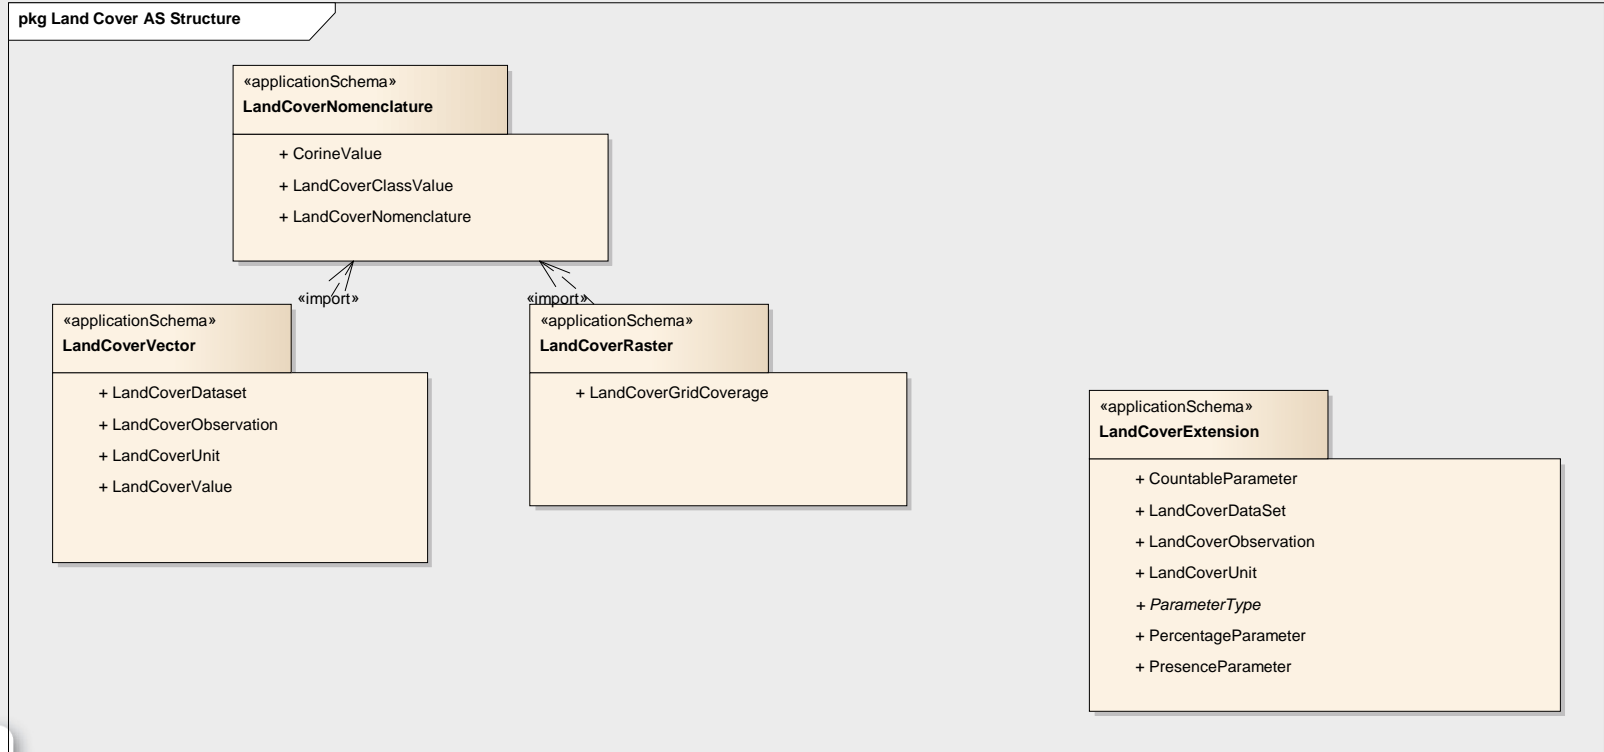 pkg Land Cover AS Structure
«applicationSchema»
LandCoverNomenclature
+ CorineValue
+ LandCoverClassValue
+ LandCoverNomenclature
«import»
«import»
«applicationSchema»
LandCoverVector
+ LandCoverDataset
+ LandCoverObservation
+ LandCoverUnit
+ LandCoverValue
«applicationSchema»
LandCoverRaster
+ LandCoverGridCoverage
«applicationSchema»
LandCoverExtension
+ CountableParameter
+ LandCoverDataSet
+ LandCoverObservation
+ LandCoverUnit
+ ParameterType
+ PercentageParameter
+ PresenceParameter